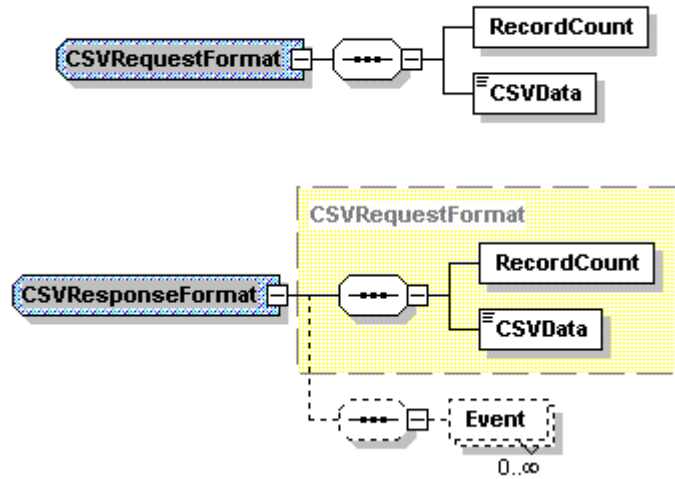 RecordCount
CSVRequestFormat
CSVData
CSVRequestFormat
RecordCount
CSVResponseFormat
CSVData
Event
0..∞